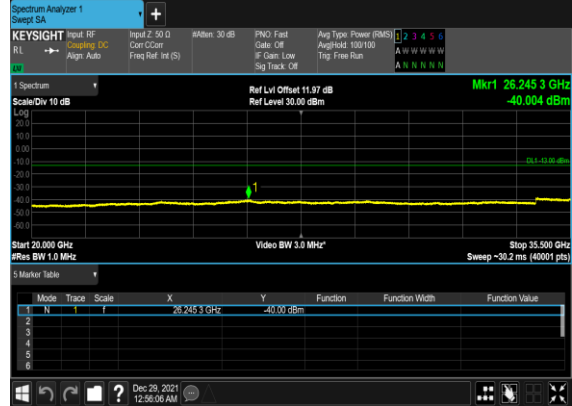 Spectrum Analyzer 1
Swept SA
+
KEYSIGHT Input: RF Input Z: 50 Ω #Atten: 30 dB PNO: Fast Avg Type: Power (RMS) 1 2 3 4 5 6
RL Coupling: DC Corr CCorr Gate: Off Avg|Hold: 100/100 A W W W W W
Align: Auto Freq Ref: Int (S) IF Gain: Low Trig: Free Run
Sig Track: Off A N N N N N
1 Spectrum
Ref Lvl Offset 11.97 dB Mkr1 26.245 3 GHz
Scale/Div 10 dB Ref Level 30.00 dBm -40.004 dBm
Log
20.0
10.0
0.00
-10.0
DL1 -13.00 dBm
-20.0
-30.0
1
-40.0
-50.0
-60.0
Start 20.000 GHz Video BW 3.0 MHz* Stop 35.500 GHz
#Res BW 1.0 MHz Sweep ~30.2 ms (40001 pts)
5 Marker Table
Mode Trace Scale X Y Function Function Width Function Value
1 N 1 f 26.245 3 GHz -40.00 dBm
2
3
4
5
6
? Dec 29, 2021
12:56:06 AM